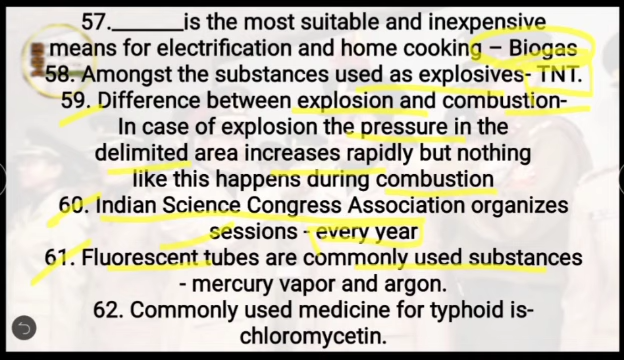 57.________is the most suitable and inexpensive
means for electrification and home cooking – Biogas
58. Amongst the substances used as explosives- TNT.
59. Difference between explosion and combustion-
In case of explosion the pressure in the
delimited area increases rapidly but nothing
like this happens during combustion
60. Indian Science Congress Association organizes
sessions - every year
61. Fluorescent tubes are commonly used substances
- mercury vapor and argon.
62. Commonly used medicine for typhoid is-
chloromycetin.